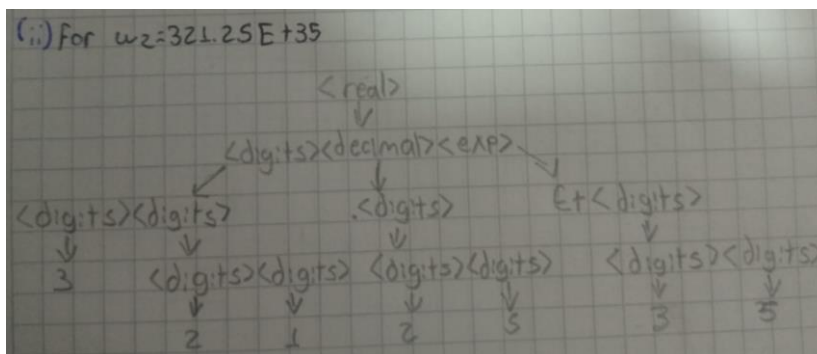 (ii) For w2=321.25E+35
<real>
<digits><decimal><exp>
<digits><digits> .<digits> E+<digits>
3 <digits><digits> <digits><digits> <digits><digits>
2 1 2 5 3 5